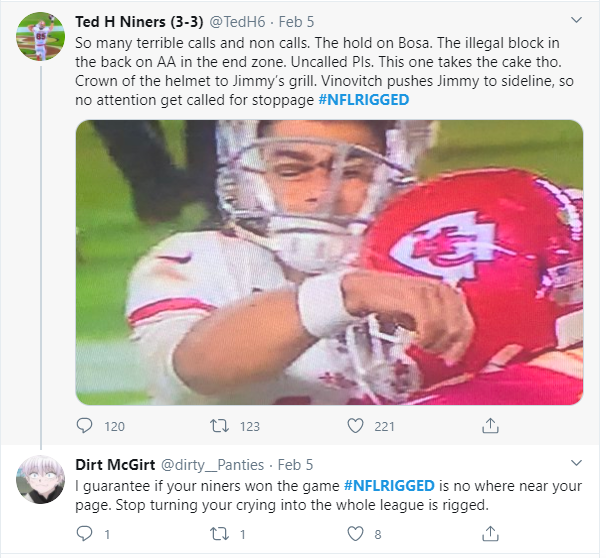 Ted H Niners (3-3) @TedH6 · Feb 5
So many terrible calls and non calls. The hold on Bosa. The illegal block in
the back on AA in the end zone. Uncalled PIs. This one takes the cake tho.
Crown of the helmet to Jimmy's grill. Vinovitch pushes Jimmy to sideline, so
no attention get called for stoppage #NFLRIGGED
KC
120 123 221
Dirt McGirt @dirty__Panties · Feb 5
I guarantee if your niners won the game #NFLRIGGED is no where near your
page. Stop turning your crying into the whole league is rigged.
1 1 8